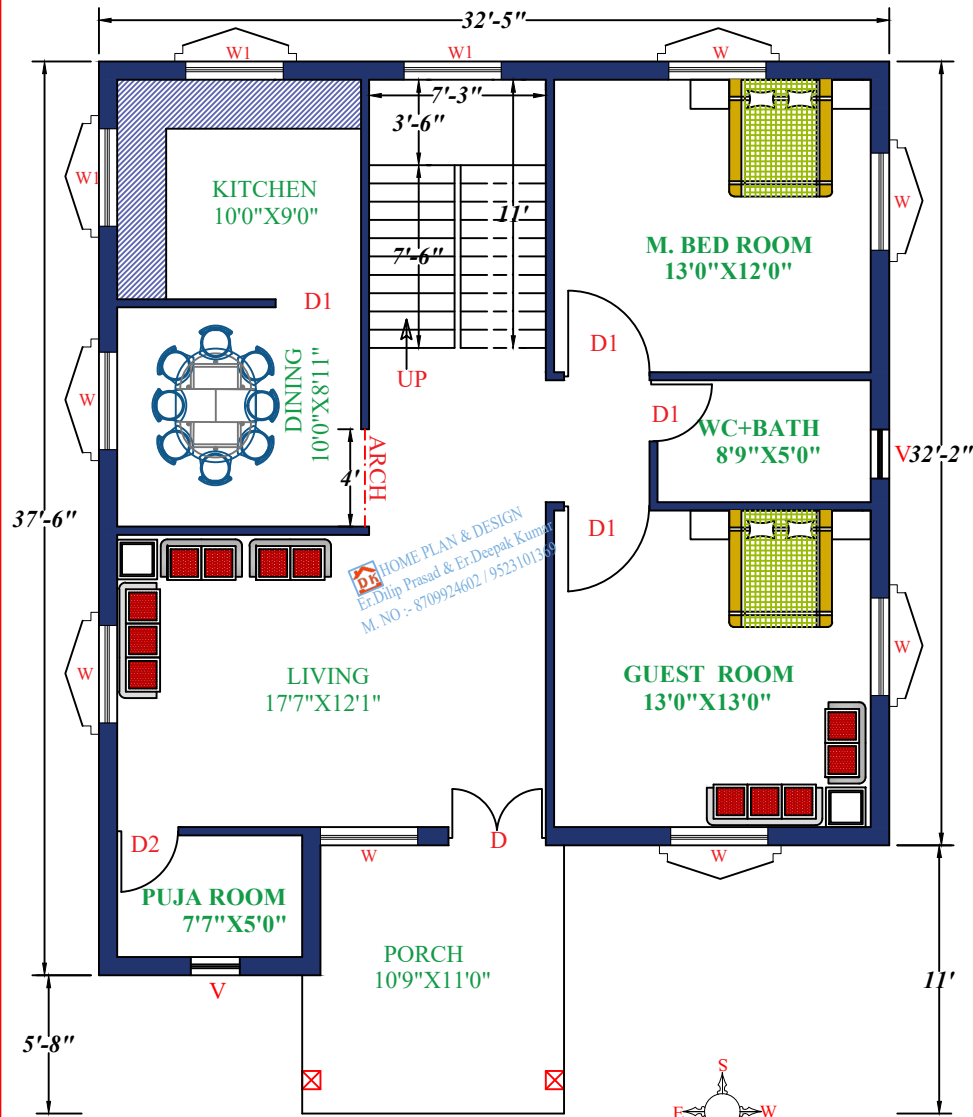 32'-5"
W1
W1
W
7'-3"
3'-6"
W1
KITCHEN
10'0"X9'0"
W
11'
M. BED ROOM
13'0"X12'0"
7'-6"
D1
D1
UP
W
DINING
10'0"X8'11"
D1
WC+BATH
8'9"X5'0"
ARCH
V
32'-2"
4'
37'-6"
D1
HOME PLAN & DESIGN
DK
Er.Dilip Prasad & Er.Deepak Kumar
M. NO :- 8709924602 / 9523101369
W
LIVING
17'7"X12'1"
GUEST ROOM
13'0"X13'0"
W
D2
D
W
W
PUJA ROOM
7'7"X5'0"
PORCH
10'9"X11'0"
V
11'
5'-8"
S
E
W